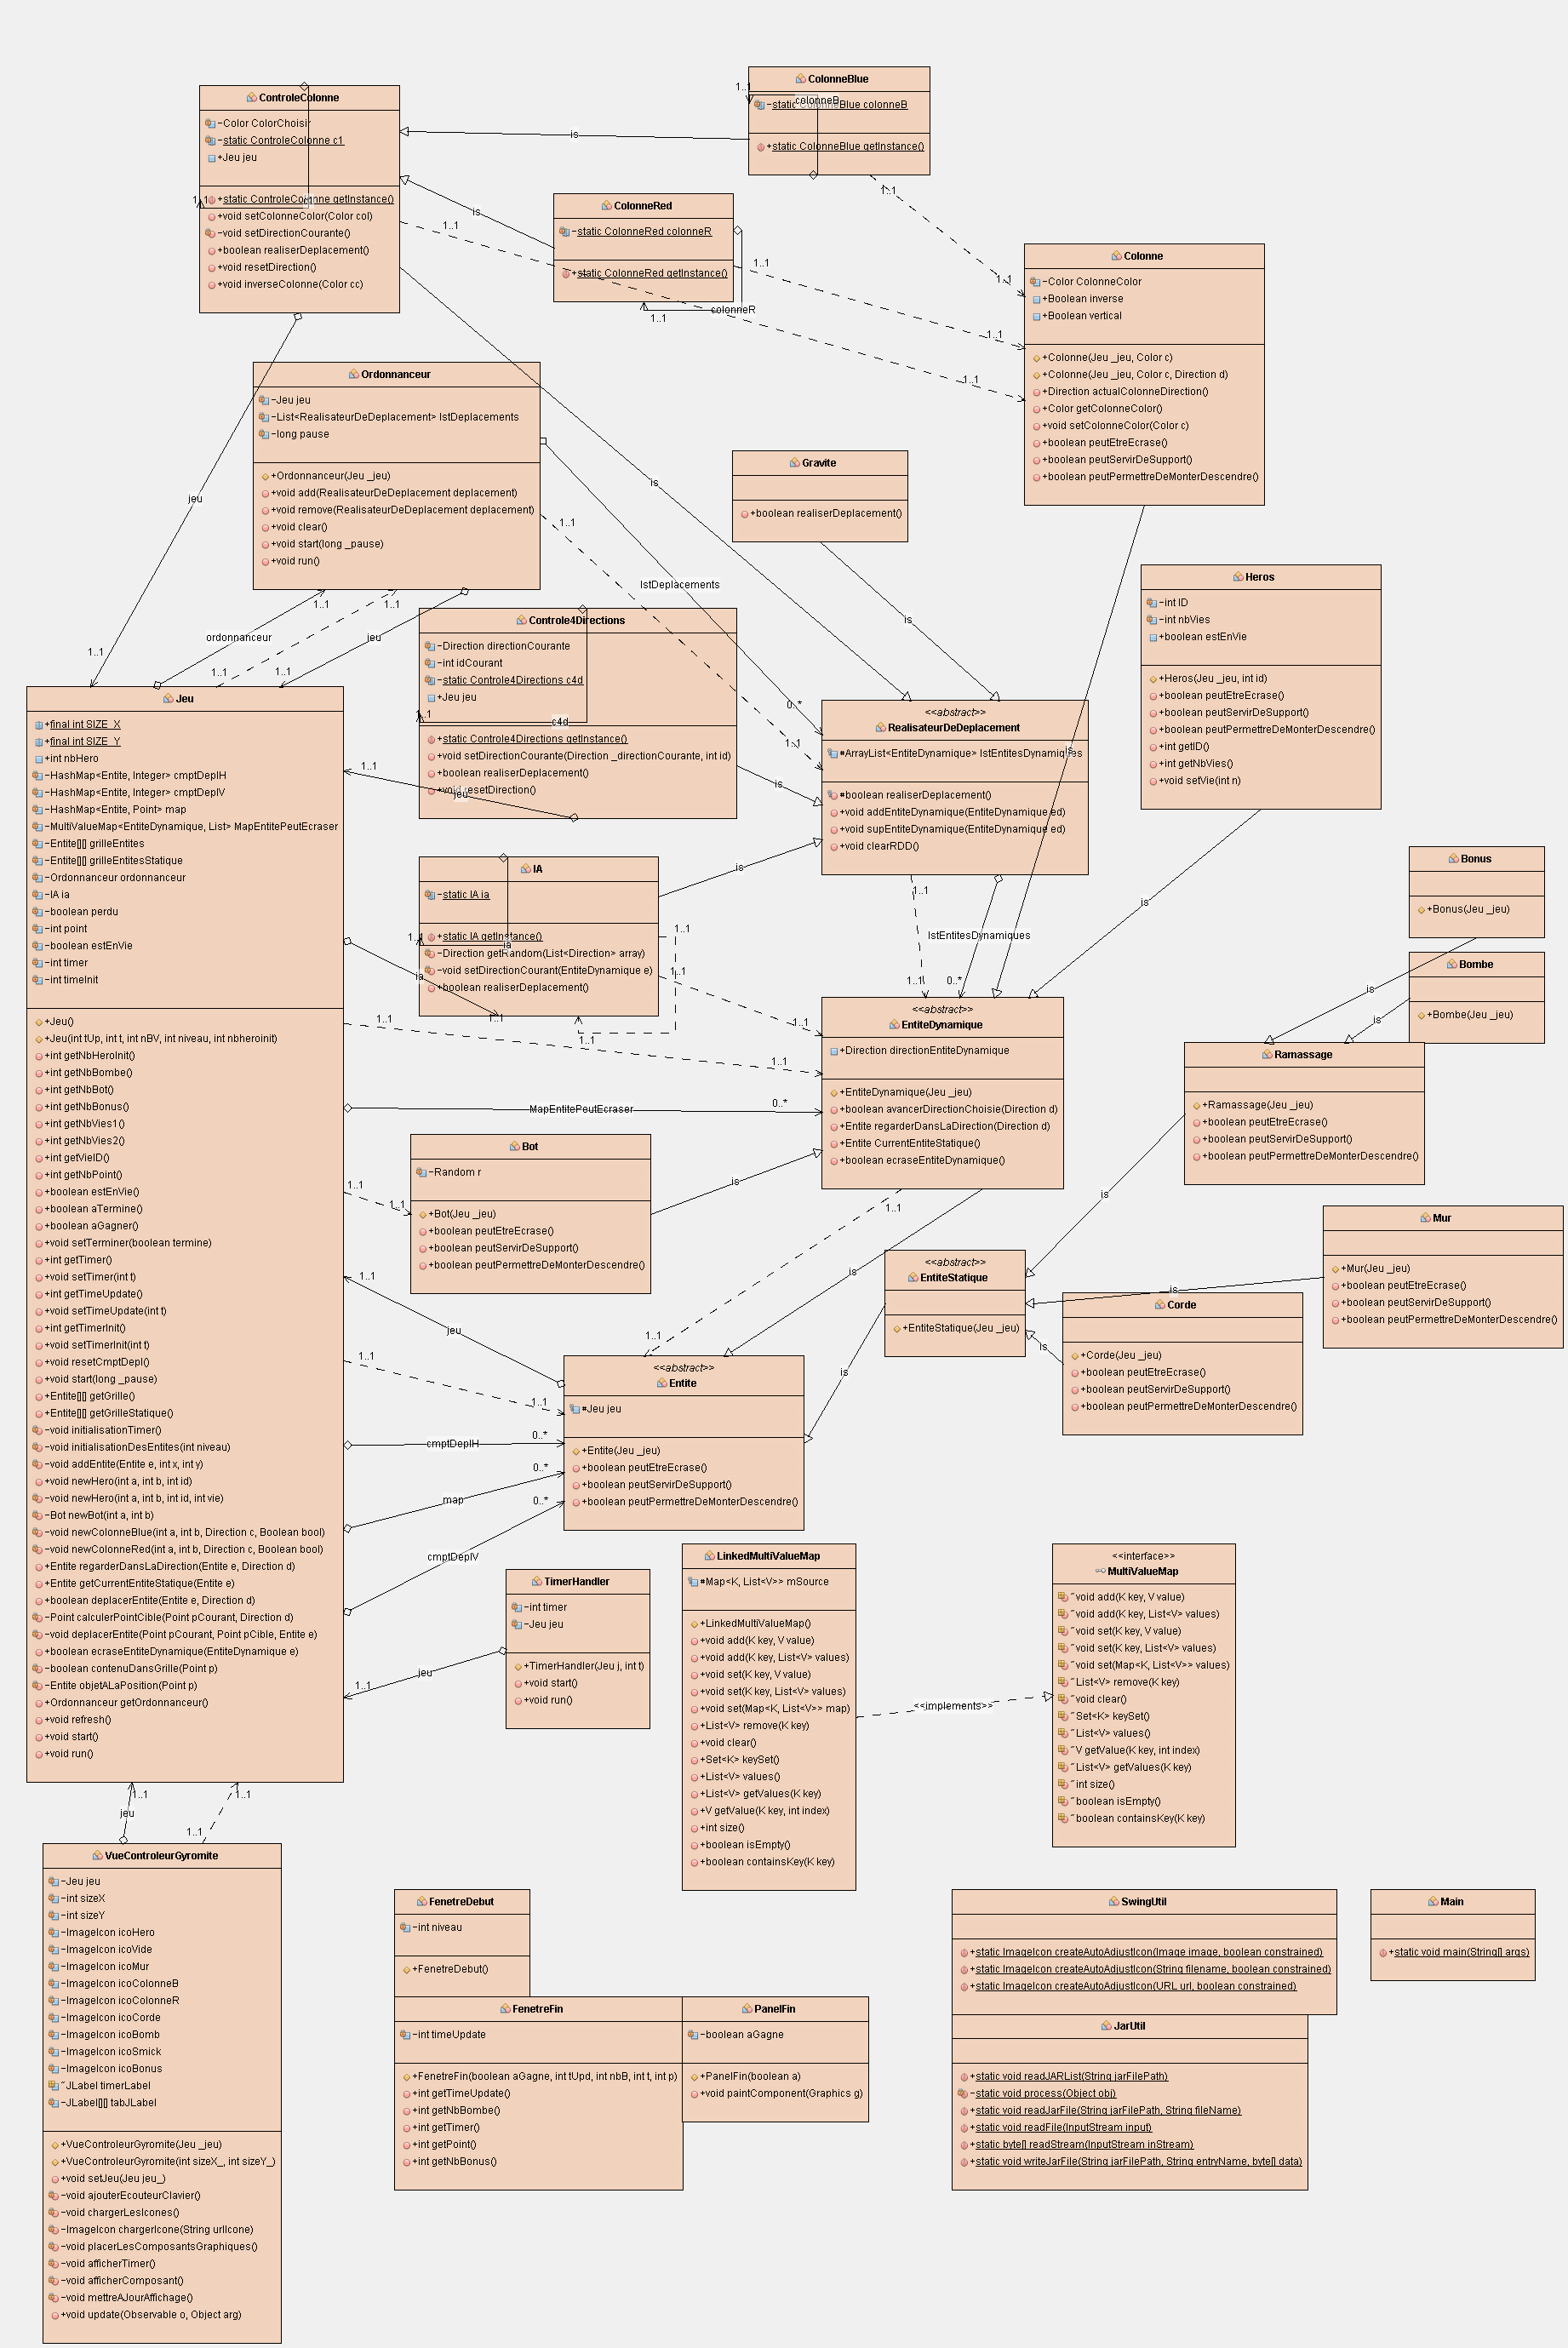 ControleColonne
-Color ColorChoisir
-static ControleColonne c1
+Jeu jeu
+static ControleColonne getInstance()
+void setColonneColor(Color col)
-void setDirectionCourante()
+boolean realiserDeplacement()
+void resetDirection()
+void inverseColonne(Color cc)
1..1
ColonneBlue
-static ColonneBlue colonneB
+static ColonneBlue getInstance()
1..1
colonneB
is
ColonneRed
-static ColonneRed colonneR
+static ColonneRed getInstance()
1..1
colonneR
is
1..1
1..1
1..1
1..1
1..1
1..1
Colonne
-Color ColonneColor
+Boolean inverse
+Boolean vertical
+Colonne(Jeu _jeu, Color c)
+Colonne(Jeu _jeu, Color c, Direction d)
+Direction actualColonneDirection()
+Color getColonneColor()
+void setColonneColor(Color c)
+boolean peutEtreEcrase()
+boolean peutServirDeSupport()
+boolean peutPermettreDeMonterDescendre()
is
Ordonnanceur
-Jeu jeu
-List<RealisateurDeDeplacement> lstDeplacements
-long pause
+Ordonnanceur(Jeu _jeu)
+void add(RealisateurDeDeplacement deplacement)
+void remove(RealisateurDeDeplacement deplacement)
+void clear()
+void start(long _pause)
+void run()
jeu
1..1
ordonnanceur
1..1
1..1
1..1
jeu
1..1
is
lstDeplacements
0..*
1..1
1..1
Gravite
+boolean realiserDeplacement()
is
Heros
-int ID
-int nbVies
+boolean estEnVie
+Heros(Jeu _jeu, int id)
+boolean peutEtreEcrase()
+boolean peutServirDeSupport()
+boolean peutPermettreDeMonterDescendre()
+int getID()
+int getNbVies()
+void setVie(int n)
is
Controle4Directions
-Direction directionCourante
-int idCourant
-static Controle4Directions c4d
+Jeu jeu
+static Controle4Directions getInstance()
+void setDirectionCourante(Direction _directionCourante, int id)
+boolean realiserDeplacement()
+void resetDirection()
1..1
c4d
1..1
jeu
is
<<abstract>>
RealisateurDeDeplacement
#ArrayList<EntiteDynamique> lstEntitesDynamiques
#boolean realiserDeplacement()
+void addEntiteDynamique(EntiteDynamique ed)
+void supEntiteDynamique(EntiteDynamique ed)
+void clearRDD()
1..1
1..1
lstEntitesDynamiques
0..*
IA
-static IA ia
+static IA getInstance()
-Direction getRandom(List<Direction> array)
-void setDirectionCourant(EntiteDynamique e)
+boolean realiserDeplacement()
1..1
ia
1..1
1..1
is
1..1
1..1
ia
1..1
Bonus
+Bonus(Jeu _jeu)
is
Bombe
+Bombe(Jeu _jeu)
is
Ramassage
+Ramassage(Jeu _jeu)
+boolean peutEtreEcrase()
+boolean peutServirDeSupport()
+boolean peutPermettreDeMonterDescendre()
is
<<abstract>>
EntiteDynamique
+Direction directionEntiteDynamique
+EntiteDynamique(Jeu _jeu)
+boolean avancerDirectionChoisie(Direction d)
+Entite regarderDansLaDirection(Direction d)
+Entite CurrentEntiteStatique()
+boolean ecraseEntiteDynamique()
1..1
1..1
is
Jeu
+final int SIZE_X
+final int SIZE_Y
+int nbHero
-HashMap<Entite, Integer> cmptDeplH
-HashMap<Entite, Integer> cmptDeplV
-HashMap<Entite, Point> map
-MultiValueMap<EntiteDynamique, List> MapEntitePeutEcraser
-Entite[][] grilleEntites
-Entite[][] grilleEntitesStatique
-Ordonnanceur ordonnanceur
-IA ia
-boolean perdu
-int point
-boolean estEnVie
-int timer
-int timeInit
+Jeu()
+Jeu(int tUp, int t, int nBV, int niveau, int nbheroinit)
+int getNbHeroInit()
+int getNbBombe()
+int getNbBot()
+int getNbBonus()
+int getNbVies1()
+int getNbVies2()
+int getVieID()
+int getNbPoint()
+boolean estEnVie()
+boolean aTermine()
+boolean aGagner()
+void setTerminer(boolean termine)
+int getTimer()
+void setTimer(int t)
+int getTimeUpdate()
+void setTimeUpdate(int t)
+int getTimerInit()
+void setTimerInit(int t)
+void resetCmptDepl()
+void start(long _pause)
+Entite[][] getGrille()
+Entite[][] getGrilleStatique()
-void initialisationTimer()
-void initialisationDesEntites(int niveau)
-void addEntite(Entite e, int x, int y)
+void newHero(int a, int b, int id)
-void newHero(int a, int b, int id, int vie)
-Bot newBot(int a, int b)
-void newColonneBlue(int a, int b, Direction c, Boolean bool)
-void newColonneRed(int a, int b, Direction c, Boolean bool)
+Entite regarderDansLaDirection(Entite e, Direction d)
+Entite getCurrentEntiteStatique(Entite e)
+boolean deplacerEntite(Entite e, Direction d)
-Point calculerPointCible(Point pCourant, Direction d)
-void deplacerEntite(Point pCourant, Point pCible, Entite e)
+boolean ecraseEntiteDynamique(EntiteDynamique e)
-boolean contenuDansGrille(Point p)
-Entite objetALaPosition(Point p)
+Ordonnanceur getOrdonnanceur()
+void refresh()
+void start()
+void run()
1..1
1..1
MapEntitePeutEcraser
0..*
Bot
-Random r
+Bot(Jeu _jeu)
+boolean peutEtreEcrase()
+boolean peutServirDeSupport()
+boolean peutPermettreDeMonterDescendre()
1..1
1..1
is
1..1
jeu
1..1
1..1
cmptDeplH
0..*
map
0..*
cmptDeplV
0..*
<<abstract>>
EntiteStatique
+EntiteStatique(Jeu _jeu)
is
Mur
+Mur(Jeu _jeu)
+boolean peutEtreEcrase()
+boolean peutServirDeSupport()
+boolean peutPermettreDeMonterDescendre()
is
Corde
+Corde(Jeu _jeu)
+boolean peutEtreEcrase()
+boolean peutServirDeSupport()
+boolean peutPermettreDeMonterDescendre()
is
<<abstract>>
Entite
#Jeu jeu
+Entite(Jeu _jeu)
+boolean peutEtreEcrase()
+boolean peutServirDeSupport()
+boolean peutPermettreDeMonterDescendre()
TimerHandler
-int timer
-Jeu jeu
+TimerHandler(Jeu j, int t)
+void start()
+void run()
jeu
1..1
LinkedMultiValueMap
#Map<K, List<V>> mSource
+LinkedMultiValueMap()
+void add(K key, V value)
+void add(K key, List<V> values)
+void set(K key, V value)
+void set(K key, List<V> values)
+void set(Map<K, List<V>> map)
+List<V> remove(K key)
+void clear()
+Set<K> keySet()
+List<V> values()
+List<V> getValues(K key)
+V getValue(K key, int index)
+int size()
+boolean isEmpty()
+boolean containsKey(K key)
<<implements>>
<<interface>>
MultiValueMap
~void add(K key, V value)
~void add(K key, List<V> values)
~void set(K key, V value)
~void set(K key, List<V> values)
~void set(Map<K, List<V>> values)
~List<V> remove(K key)
~void clear()
~Set<K> keySet()
~List<V> values()
~V getValue(K key, int index)
~List<V> getValues(K key)
~int size()
~boolean isEmpty()
~boolean containsKey(K key)
1..1
jeu
1..1
1..1
VueControleurGyromite
-Jeu jeu
-int sizeX
-int sizeY
-ImageIcon icoHero
-ImageIcon icoVide
-ImageIcon icoMur
-ImageIcon icoColonneB
-ImageIcon icoColonneR
-ImageIcon icoCorde
-ImageIcon icoBomb
-ImageIcon icoSmick
-ImageIcon icoBonus
~JLabel timerLabel
-JLabel[][] tabJLabel
+VueControleurGyromite(Jeu _jeu)
+VueControleurGyromite(int sizeX_, int sizeY_)
+void setJeu(Jeu jeu_)
-void ajouterEcouteurClavier()
-void chargerLesIcones()
-ImageIcon chargerIcone(String urlIcone)
-void placerLesComposantsGraphiques()
-void afficherTimer()
-void afficherComposant()
-void mettreAJourAffichage()
+void update(Observable o, Object arg)
FenetreDebut
-int niveau
+FenetreDebut()
FenetreFin
-int timeUpdate
+FenetreFin(boolean aGagne, int tUpd, int nbB, int t, int p)
+int getTimeUpdate()
+int getNbBombe()
+int getTimer()
+int getPoint()
+int getNbBonus()
PanelFin
-boolean aGagne
+PanelFin(boolean a)
+void paintComponent(Graphics g)
SwingUtil
+static ImageIcon createAutoAdjustIcon(Image image, boolean constrained)
+static ImageIcon createAutoAdjustIcon(String filename, boolean constrained)
+static ImageIcon createAutoAdjustIcon(URL url, boolean constrained)
JarUtil
+static void readJARList(String jarFilePath)
-static void process(Object obj)
+static void readJarFile(String jarFilePath, String fileName)
+static void readFile(InputStream input)
+static byte[] readStream(InputStream inStream)
+static void writeJarFile(String jarFilePath, String entryName, byte[] data)
Main
+static void main(String[] args)